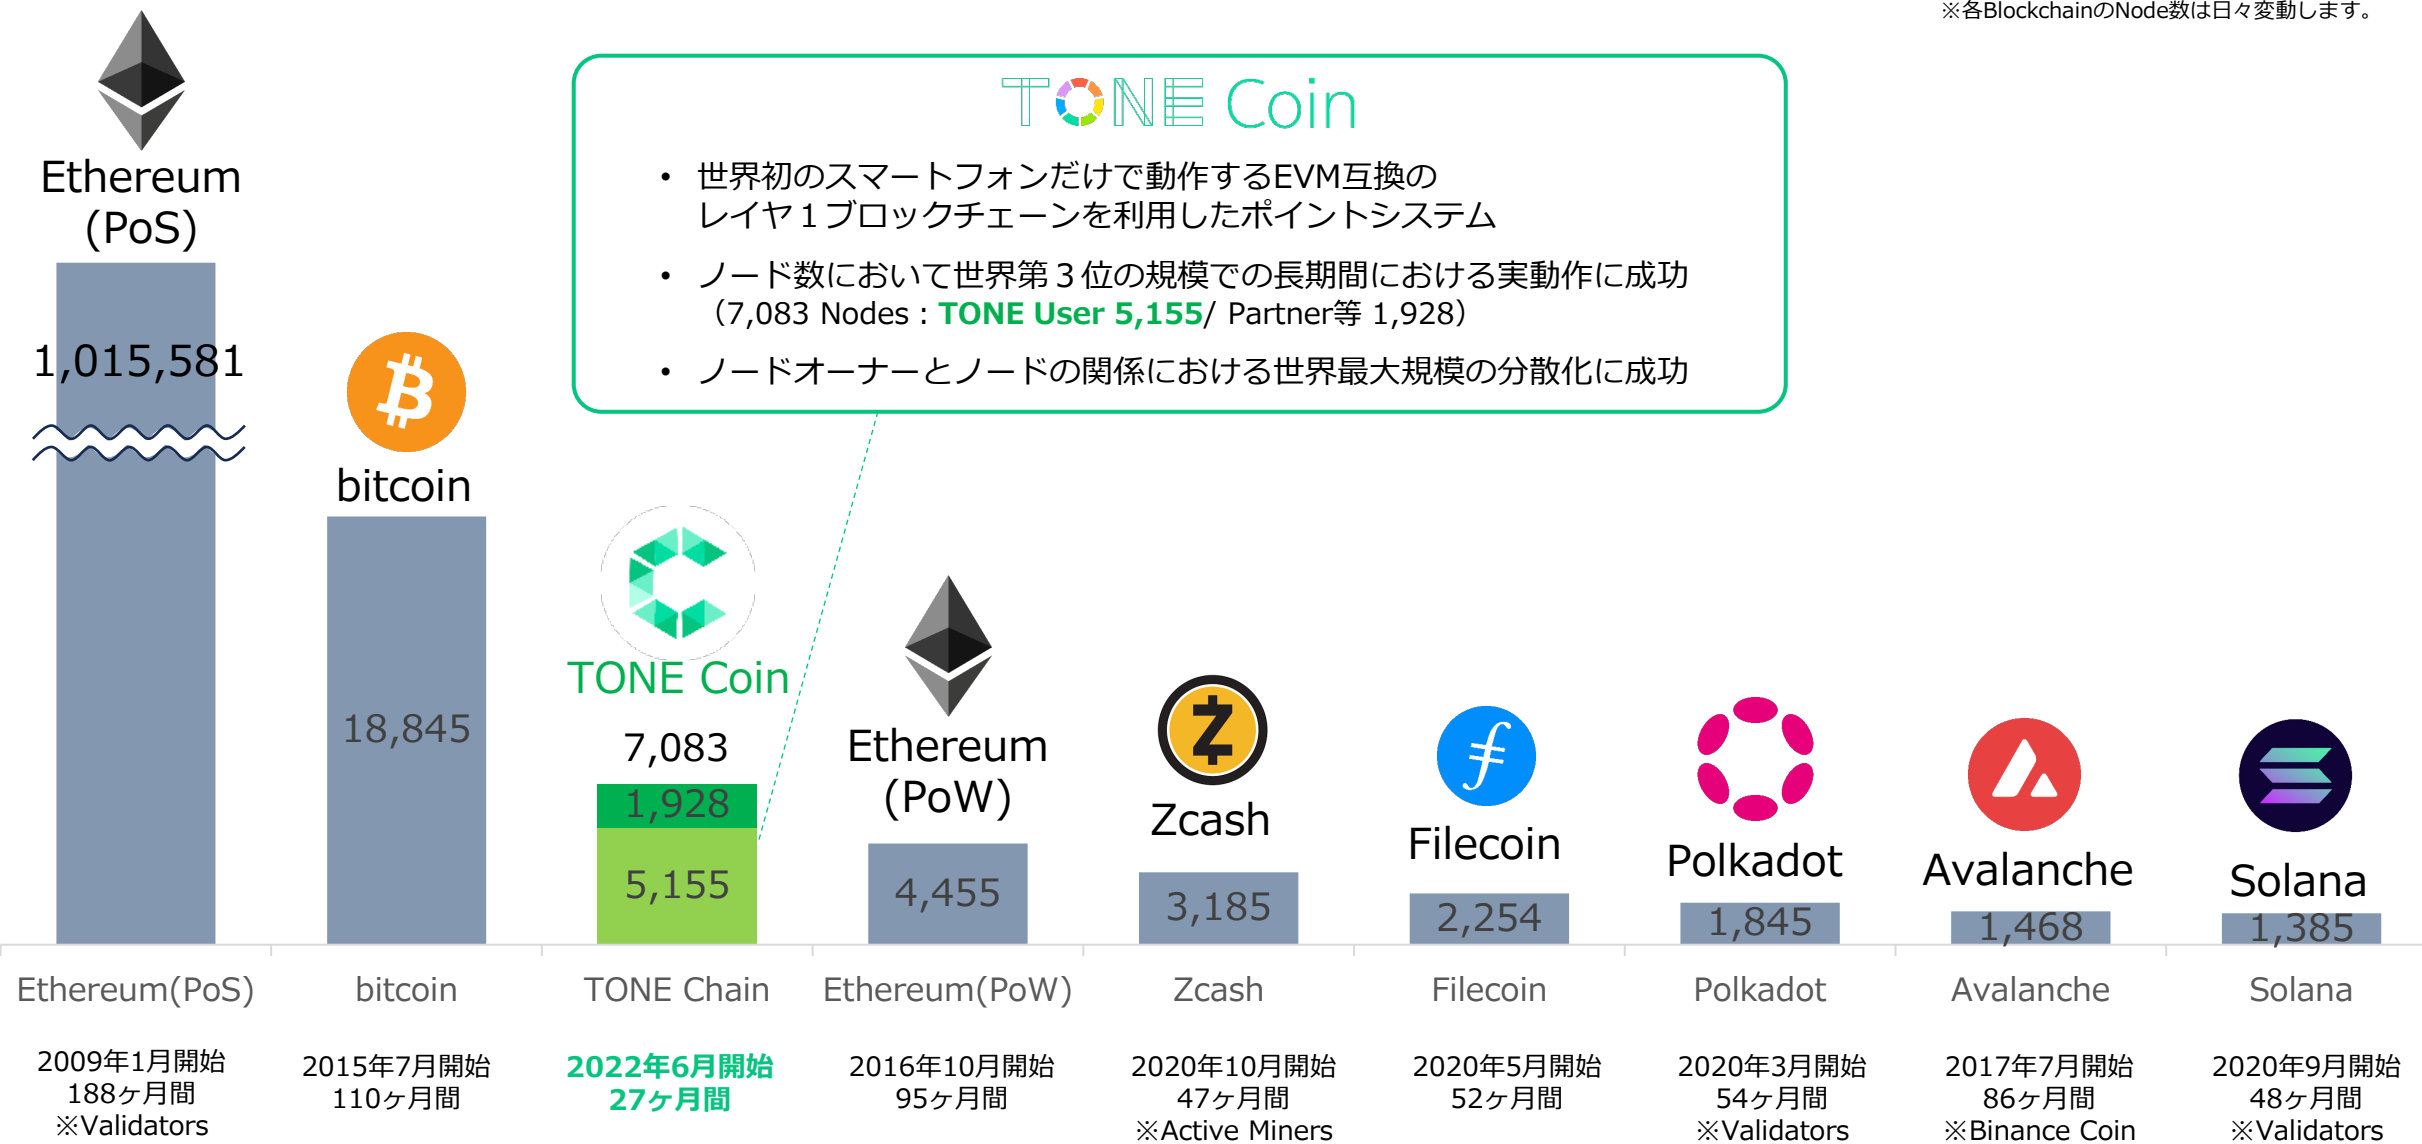 ※各BlockchainのNode数は日々変動します。
TONE Coin
• 世界初のスマートフォンだけで動作するEVM互換の
レイヤ１ブロックチェーンを利用したポイントシステム
• ノード数において世界第３位の規模での長期間における実動作に成功
（7,083 Nodes : TONE User 5,155/ Partner等 1,928）
• ノードオーナーとノードの関係における世界最大規模の分散化に成功
Ethereum
(PoS)
1,015,581
bitcoin
18,845
TONE Coin
7,083
1,928
5,155
Ethereum
(PoW)
4,455
Zcash
3,185
Filecoin
2,254
Polkadot
1,845
Avalanche
1,468
Solana
1,385
Ethereum(PoS)
bitcoin
TONE Chain
Ethereum(PoW)
Zcash
Filecoin
Polkadot
Avalanche
Solana
2009年1月開始
188ヶ月間
※Validators
2015年7月開始
110ヶ月間
2022年6月開始
27ヶ月間
2016年10月開始
95ヶ月間
2020年10月開始
47ヶ月間
※Active Miners
2020年5月開始
52ヶ月間
2020年3月開始
54ヶ月間
※Validators
2017年7月開始
86ヶ月間
※Binance Coin
2020年9月開始
48ヶ月間
※Validators